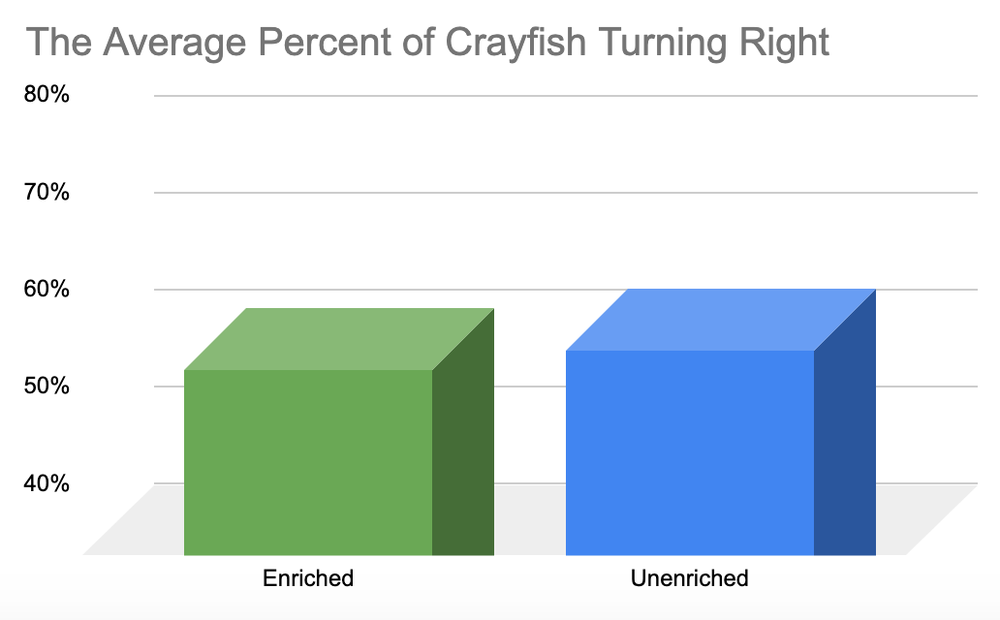 The Average Percent of Crayfish Turning Right
80%
70%
60%
50%
40%
Enriched Unenriched